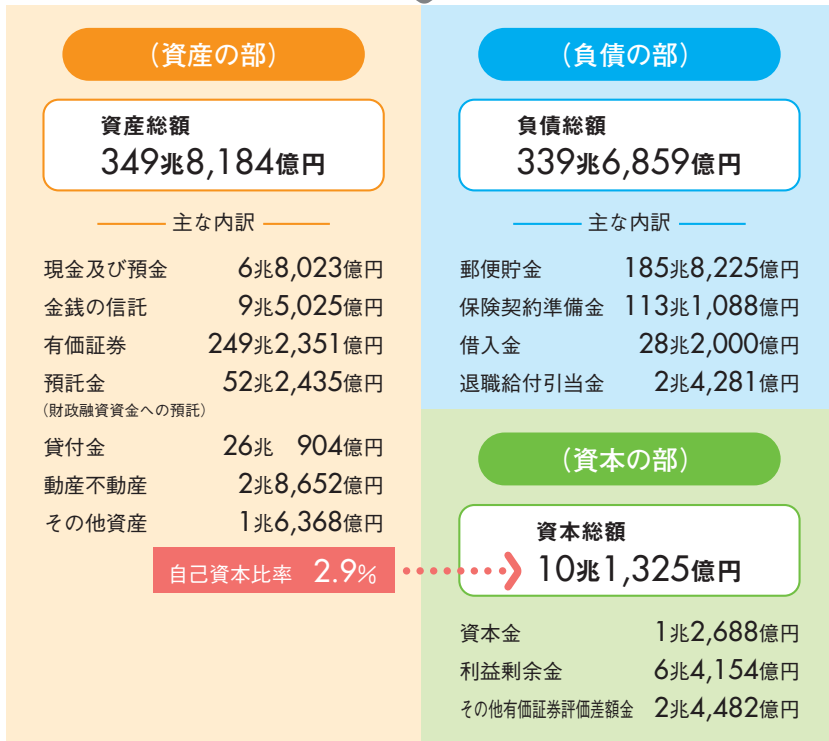 （資産の部）
資産総額
349兆8,184億円
主な内訳
現金及び預金 6兆8,023億円
金銭の信託 9兆5,025億円
有価証券 249兆2,351億円
預託金 52兆2,435億円
（財政融資資金への預託）
貸付金 26兆 904億円
動産不動産 2兆8,652億円
その他資産 1兆6,368億円
自己資本比率 2.9%
（負債の部）
負債総額
339兆6,859億円
主な内訳
郵便貯金 185兆8,225億円
保険契約準備金 113兆1,088億円
借入金 28兆2,000億円
退職給付引当金 2兆4,281億円
（資本の部）
資本総額
10兆1,325億円
資本金 1兆2,688億円
利益剰余金 6兆4,154億円
その他有価証券評価差額金 2兆4,482億円